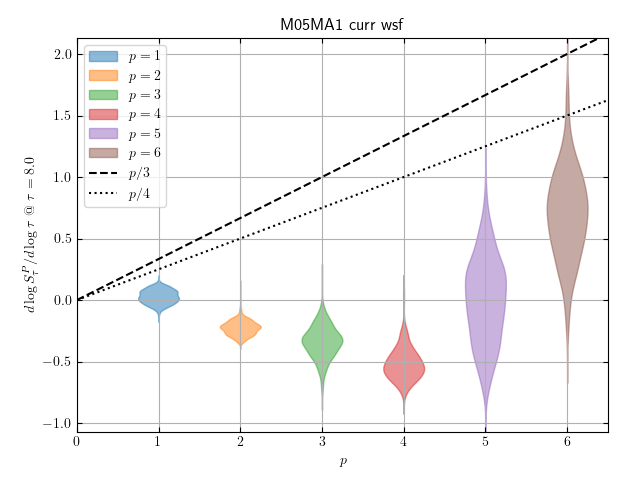 M05MA1 curr wsf
d log S_τ^P / d log τ @ τ = 8.0
2.0
1.5
1.0
0.5
0.0
−0.5
−1.0
p = 1
p = 2
p = 3
p = 4
p = 5
p = 6
p/3
p/4
0 1 2 3 4 5 6
p